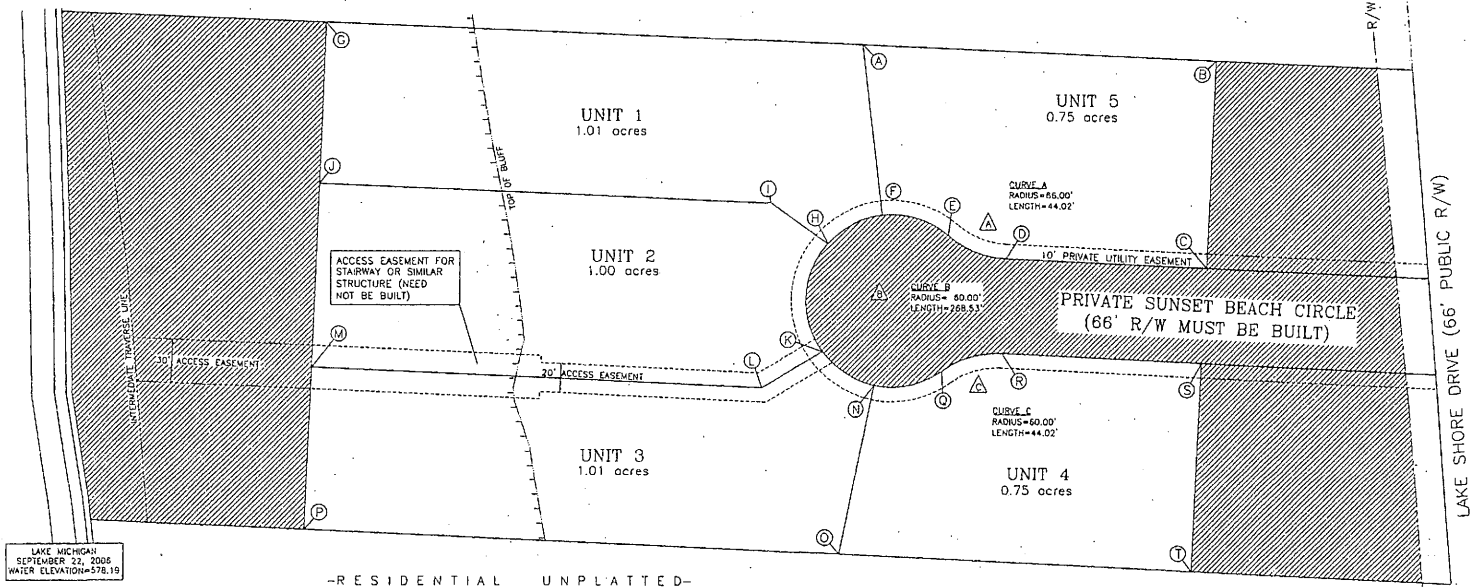 R/W
G
A
B
UNIT 1
1.01 acres
UNIT 5
0.75 acres
TOP OF BLUFF
J
I
H
F
E
A
CURVE A
RADIUS=66.00'
LENGTH=44.02'
D
C
10' PRIVATE UTILITY EASEMENT
UNIT 2
1.00 acres
ACCESS EASEMENT FOR
STAIRWAY OR SIMILAR
STRUCTURE (NEED
NOT BE BUILT)
B
CURVE B
RADIUS= 60.00'
LENGTH=268.53'
PRIVATE SUNSET BEACH CIRCLE
(66' R/W MUST BE BUILT)
LAKE SHORE DRIVE (66' PUBLIC R/W)
INTERMEDIATE TRAVERSE LINE
M
30' ACCESS EASEMENT
K
L
20' ACCESS EASEMENT
N
Q
C
R
S
CURVE C
RADIUS=60.00'
LENGTH=44.02'
UNIT 3
1.01 acres
UNIT 4
0.75 acres
P
O
T
LAKE MICHIGAN
SEPTEMBER 22, 2006
WATER ELEVATION=578.19
-RESIDENTIAL UNPLATTED-